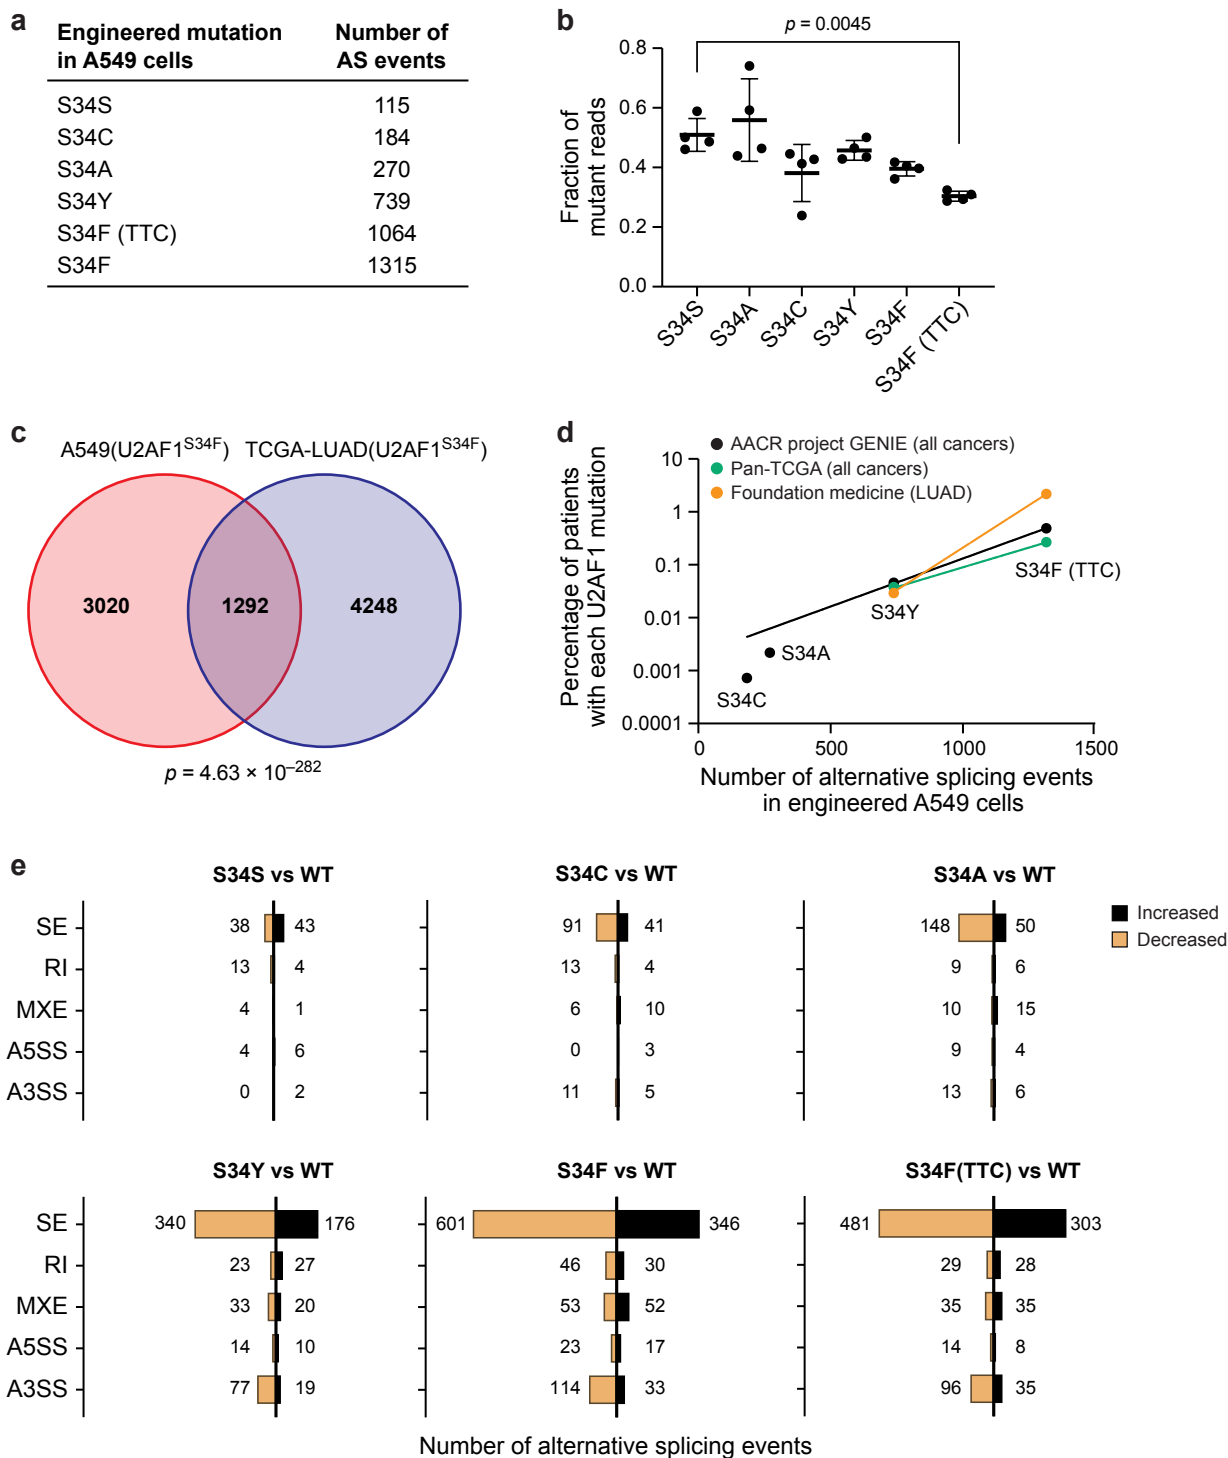 a
Engineered mutation in A549 cells
Number of AS events
S34S 115
S34C 184
S34A 270
S34Y 739
S34F (TTC) 1064
S34F 1315
b
p = 0.0045
Fraction of mutant reads
0.8
0.6
0.4
0.2
0.0
S34S
S34A
S34C
S34Y
S34F
S34F (TTC)
c
A549(U2AF1^S34F) TCGA-LUAD(U2AF1^S34F)
3020 1292 4248
p = 4.63 × 10^–282
d
AACR project GENIE (all cancers)
Pan-TCGA (all cancers)
Foundation medicine (LUAD)
Percentage of patients
with each U2AF1 mutation
10
1
0.1
0.01
0.001
0.0001
S34F (TTC)
S34Y
S34A
S34C
0 500 1000 1500
Number of alternative splicing events
in engineered A549 cells
e
S34S vs WT
S34C vs WT
S34A vs WT
Increased
Decreased
SE 38 43 91 41 148 50
RI 13 4 13 4 9 6
MXE 4 1 6 10 10 15
A5SS 4 6 0 3 9 4
A3SS 0 2 11 5 13 6
S34Y vs WT
S34F vs WT
S34F(TTC) vs WT
SE 340 176 601 346 481 303
RI 23 27 46 30 29 28
MXE 33 20 53 52 35 35
A5SS 14 10 23 17 14 8
A3SS 77 19 114 33 96 35
Number of alternative splicing events